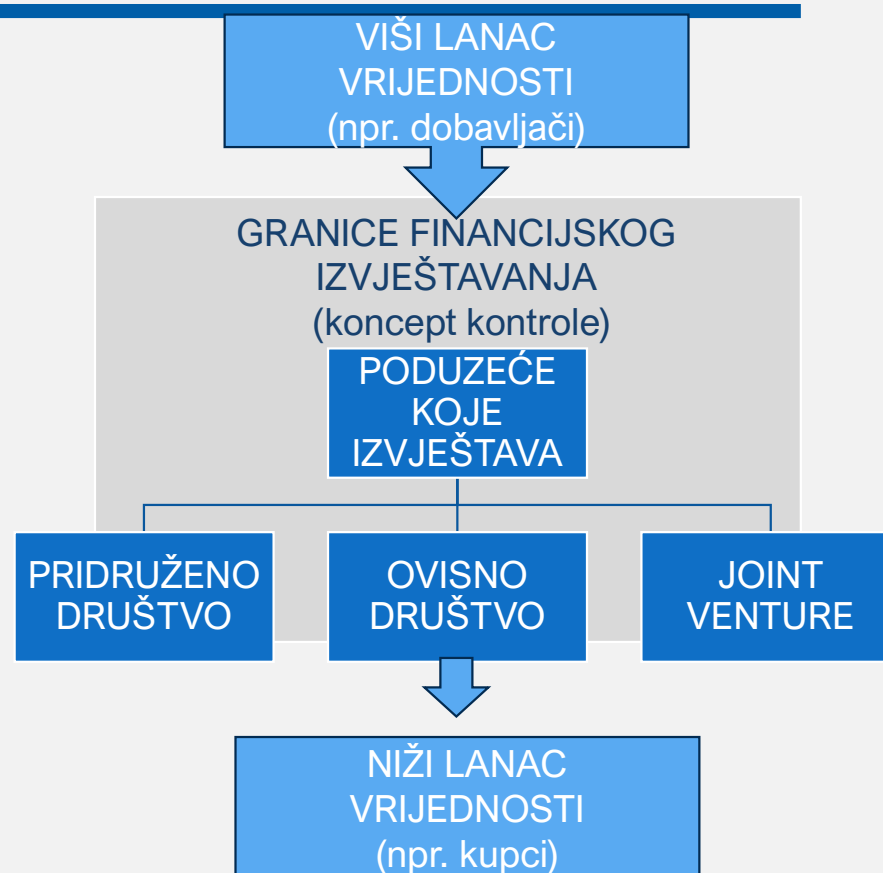 VIŠI LANAC
VRIJEDNOSTI
(npr. dobavljači)
GRANICE FINANCIJSKOG
IZVJEŠTAVANJA
(koncept kontrole)
PODUZEĆE
KOJE
IZVJEŠTAVA
PRIDRUŽENO
DRUŠTVO
OVISNO
DRUŠTVO
JOINT
VENTURE
NIŽI LANAC
VRIJEDNOSTI
(npr. kupci)